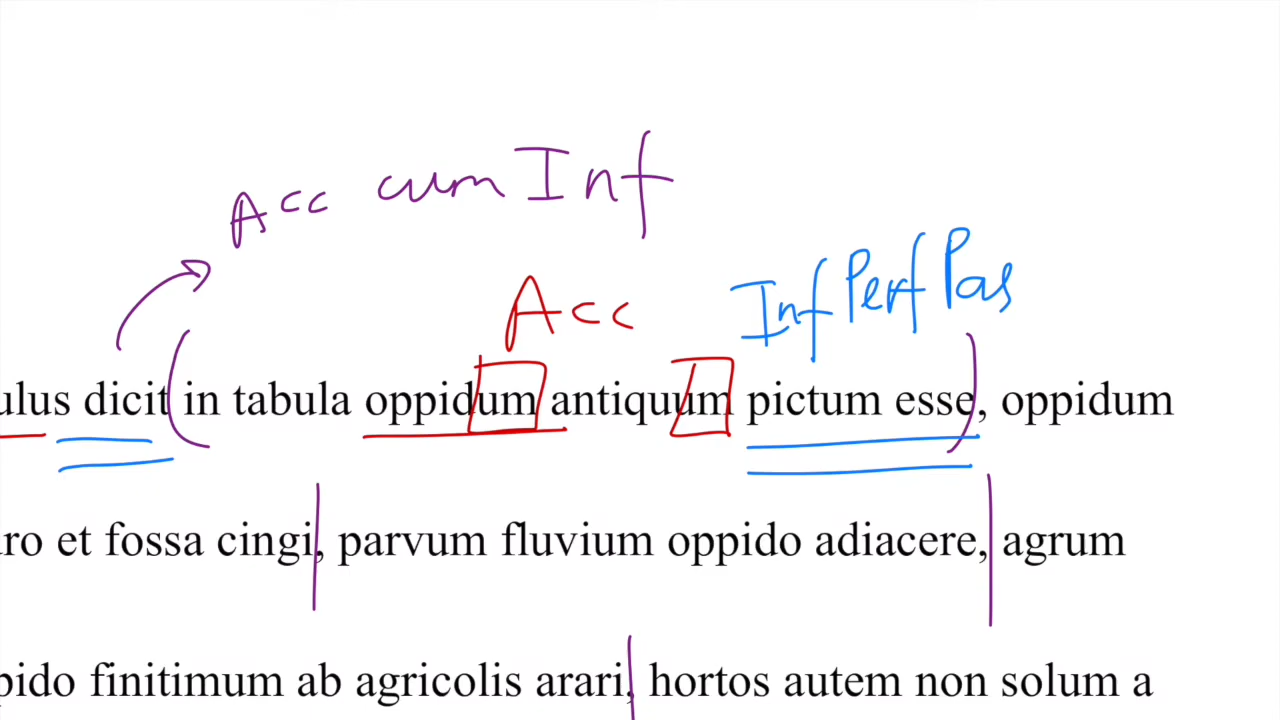 Acc cum Inf
Acc Inf Perf Pas
ulus dicit in tabula oppidum antiquum pictum esse, oppidum
ro et fossa cingi, parvum fluvium oppido adiacere, agrum
pido finitimum ab agricolis arari, hortos autem non solum a